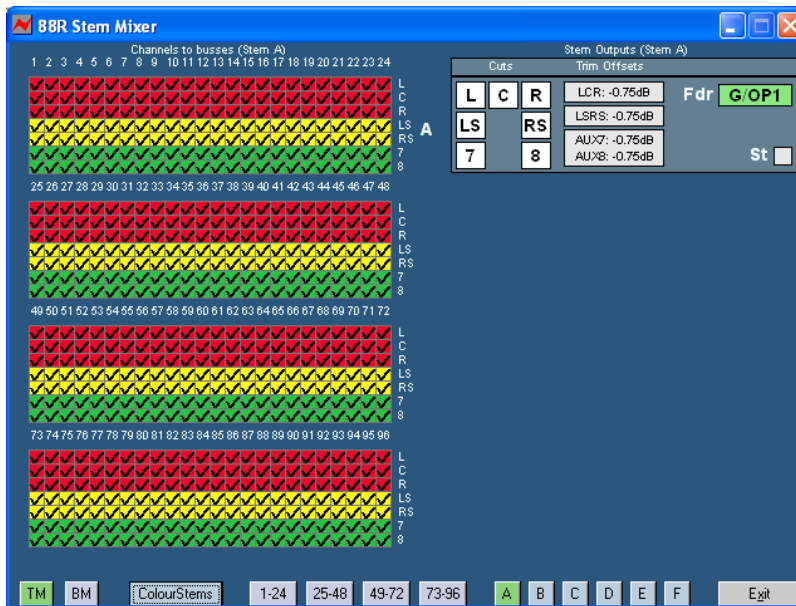 88R Stem Mixer
Channels to busses (Stem A)
1 2 3 4 5 6 7 8 9 10 11 12 13 14 15 16 17 18 19 20 21 22 23 24
L
C
R
LS
RS
7
8
A
25 26 27 28 29 30 31 32 33 34 35 36 37 38 39 40 41 42 43 44 45 46 47 48
L
C
R
LS
RS
7
8
49 50 51 52 53 54 55 56 57 58 59 60 61 62 63 64 65 66 67 68 69 70 71 72
L
C
R
LS
RS
7
8
73 74 75 76 77 78 79 80 81 82 83 84 85 86 87 88 89 90 91 92 93 94 95 96
L
C
R
LS
RS
7
8
Stem Outputs (Stem A)
Cuts Trim Offsets
L C R LCR: -0.75dB Fdr G/OP1
LS RS LSRS: -0.75dB
7 8 AUX7: -0.75dB
AUX8: -0.75dB St
TM BM ColourStems 1-24 25-48 49-72 73-96 A B C D E F Exit